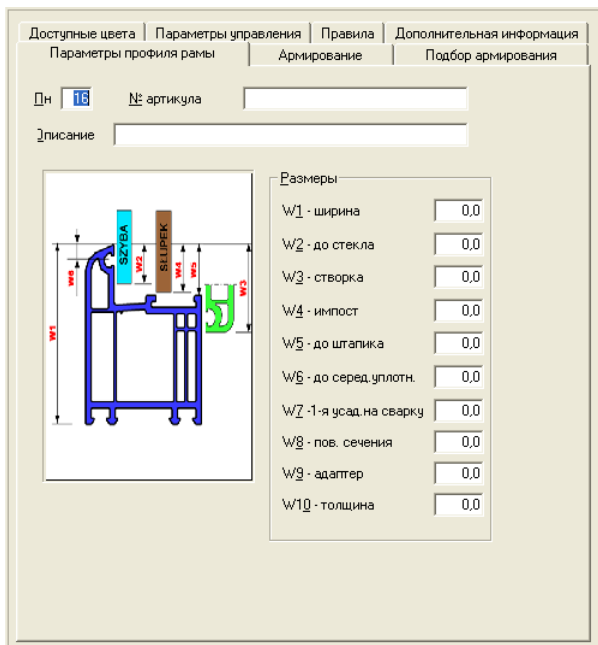 Доступные цвета Параметры управления Правила Дополнительная информация
Параметры профиля рамы Армирование Подбор армирования
Пн 16 № артикула
Описание
Размеры
W1 - ширина 0,0
W2 - до стекла 0,0
W3 - створка 0,0
W4 - импост 0,0
W5 - до штапика 0,0
W6 - до серед.уплотн. 0,0
W7 -1-я усад.на сварку 0,0
W8 - пов. сечения 0,0
W9 - адаптер 0,0
W10 - толщина 0,0
SZYBA
SŁUPEK
W6
W2
W4
W5
W3
W1